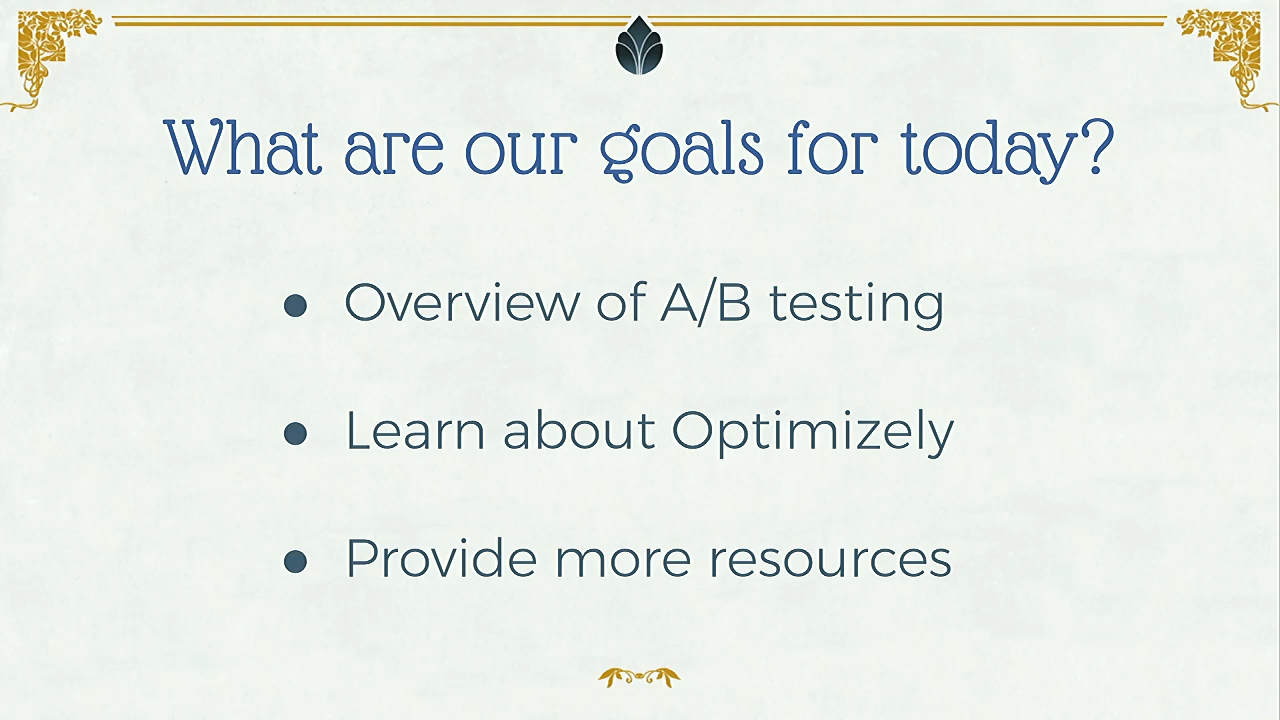 What are our goals for today?
● Overview of A/B testing
● Learn about Optimizely
● Provide more resources